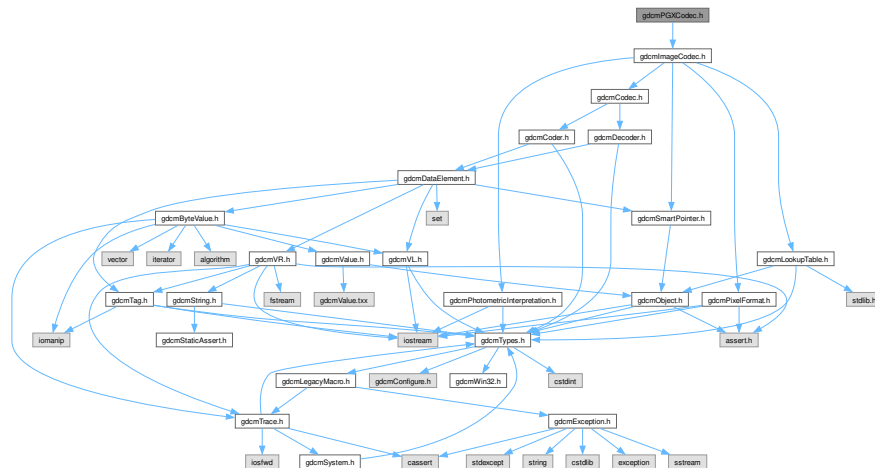 gdcmPGXCodec.h
gdcmImageCodec.h
gdcmCodec.h
gdcmCoder.h
gdcmDecoder.h
gdcmDataElement.h
gdcmByteValue.h
set
gdcmSmartPointer.h
vector
iterator
algorithm
gdcmVR.h
gdcmValue.h
gdcmVL.h
gdcmLookupTable.h
gdcmTag.h
gdcmString.h
fstream
gdcmValue.txx
gdcmPhotometricInterpretation.h
gdcmObject.h
gdcmPixelFormat.h
stdlib.h
iomanip
gdcmStaticAssert.h
iostream
gdcmTypes.h
assert.h
gdcmLegacyMacro.h
gdcmConfigure.h
gdcmWin32.h
cstdint
gdcmTrace.h
gdcmException.h
iosfwd
gdcmSystem.h
cassert
stdexcept
string
cstdlib
exception
sstream